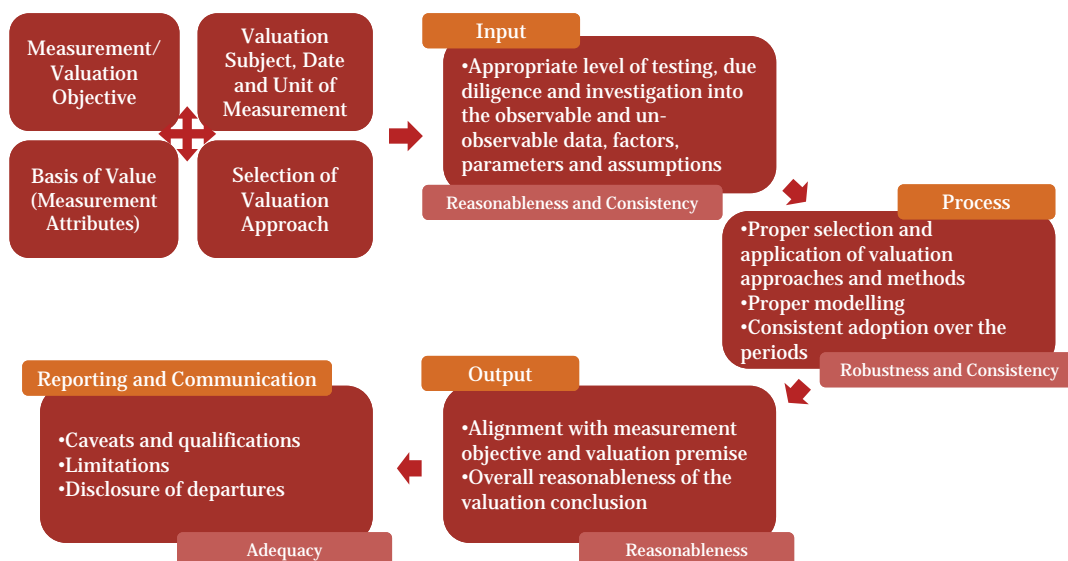 Measurement/
Valuation
Objective
Valuation
Subject, Date
and Unit of
Measurement
Basis of Value
(Measurement
Attributes)
Selection of
Valuation
Approach
Input
•Appropriate level of testing, due
diligence and investigation into
the observable and un-
observable data, factors,
parameters and assumptions
Reasonableness and Consistency
Process
•Proper selection and
application of valuation
approaches and methods
•Proper modelling
•Consistent adoption over the
periods
Robustness and Consistency
Output
•Alignment with measurement
objective and valuation premise
•Overall reasonableness of the
valuation conclusion
Reasonableness
Reporting and Communication
•Caveats and qualifications
•Limitations
•Disclosure of departures
Adequacy